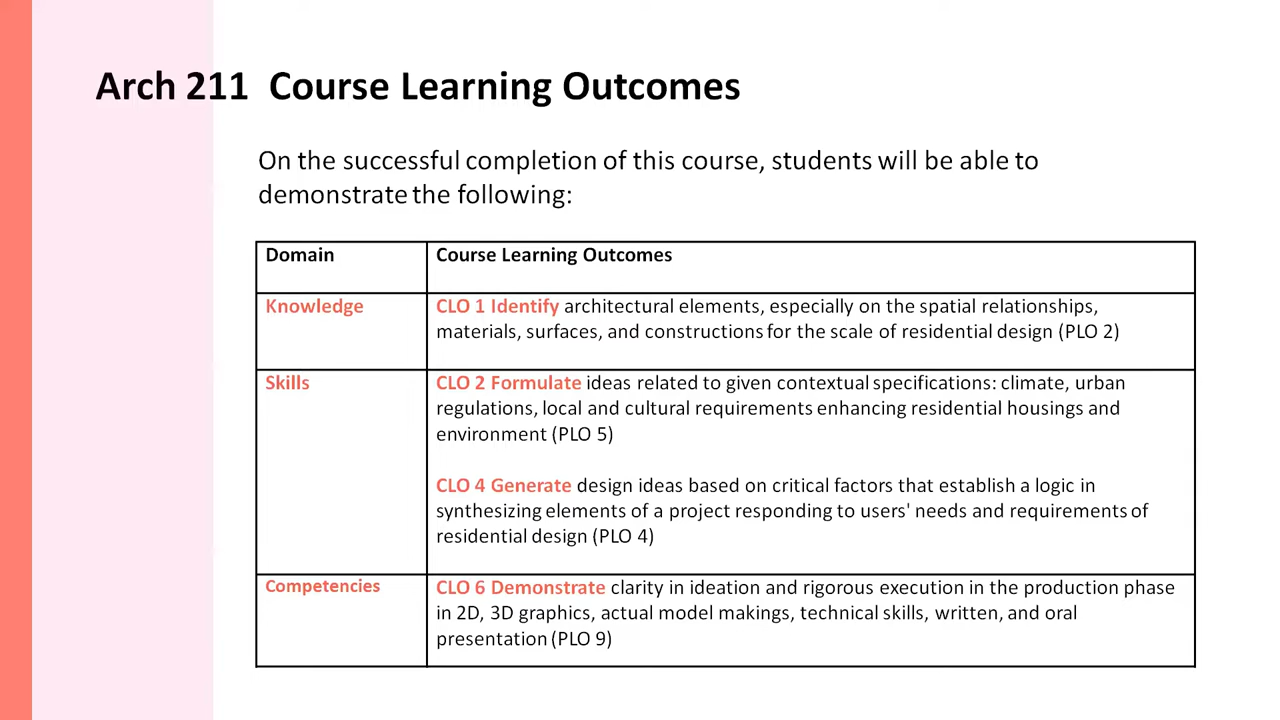 Arch 211  Course Learning Outcomes
On the successful completion of this course, students will be able to
demonstrate the following:
Domain
Course Learning Outcomes
Knowledge
CLO 1 Identify architectural elements, especially on the spatial relationships,
materials, surfaces, and constructions for the scale of residential design (PLO 2)
Skills
CLO 2 Formulate ideas related to given contextual specifications: climate, urban
regulations, local and cultural requirements enhancing residential housings and
environment (PLO 5)
CLO 4 Generate design ideas based on critical factors that establish a logic in
synthesizing elements of a project responding to users' needs and requirements of
residential design (PLO 4)
Competencies
CLO 6 Demonstrate clarity in ideation and rigorous execution in the production phase
in 2D, 3D graphics, actual model makings, technical skills, written, and oral
presentation (PLO 9)